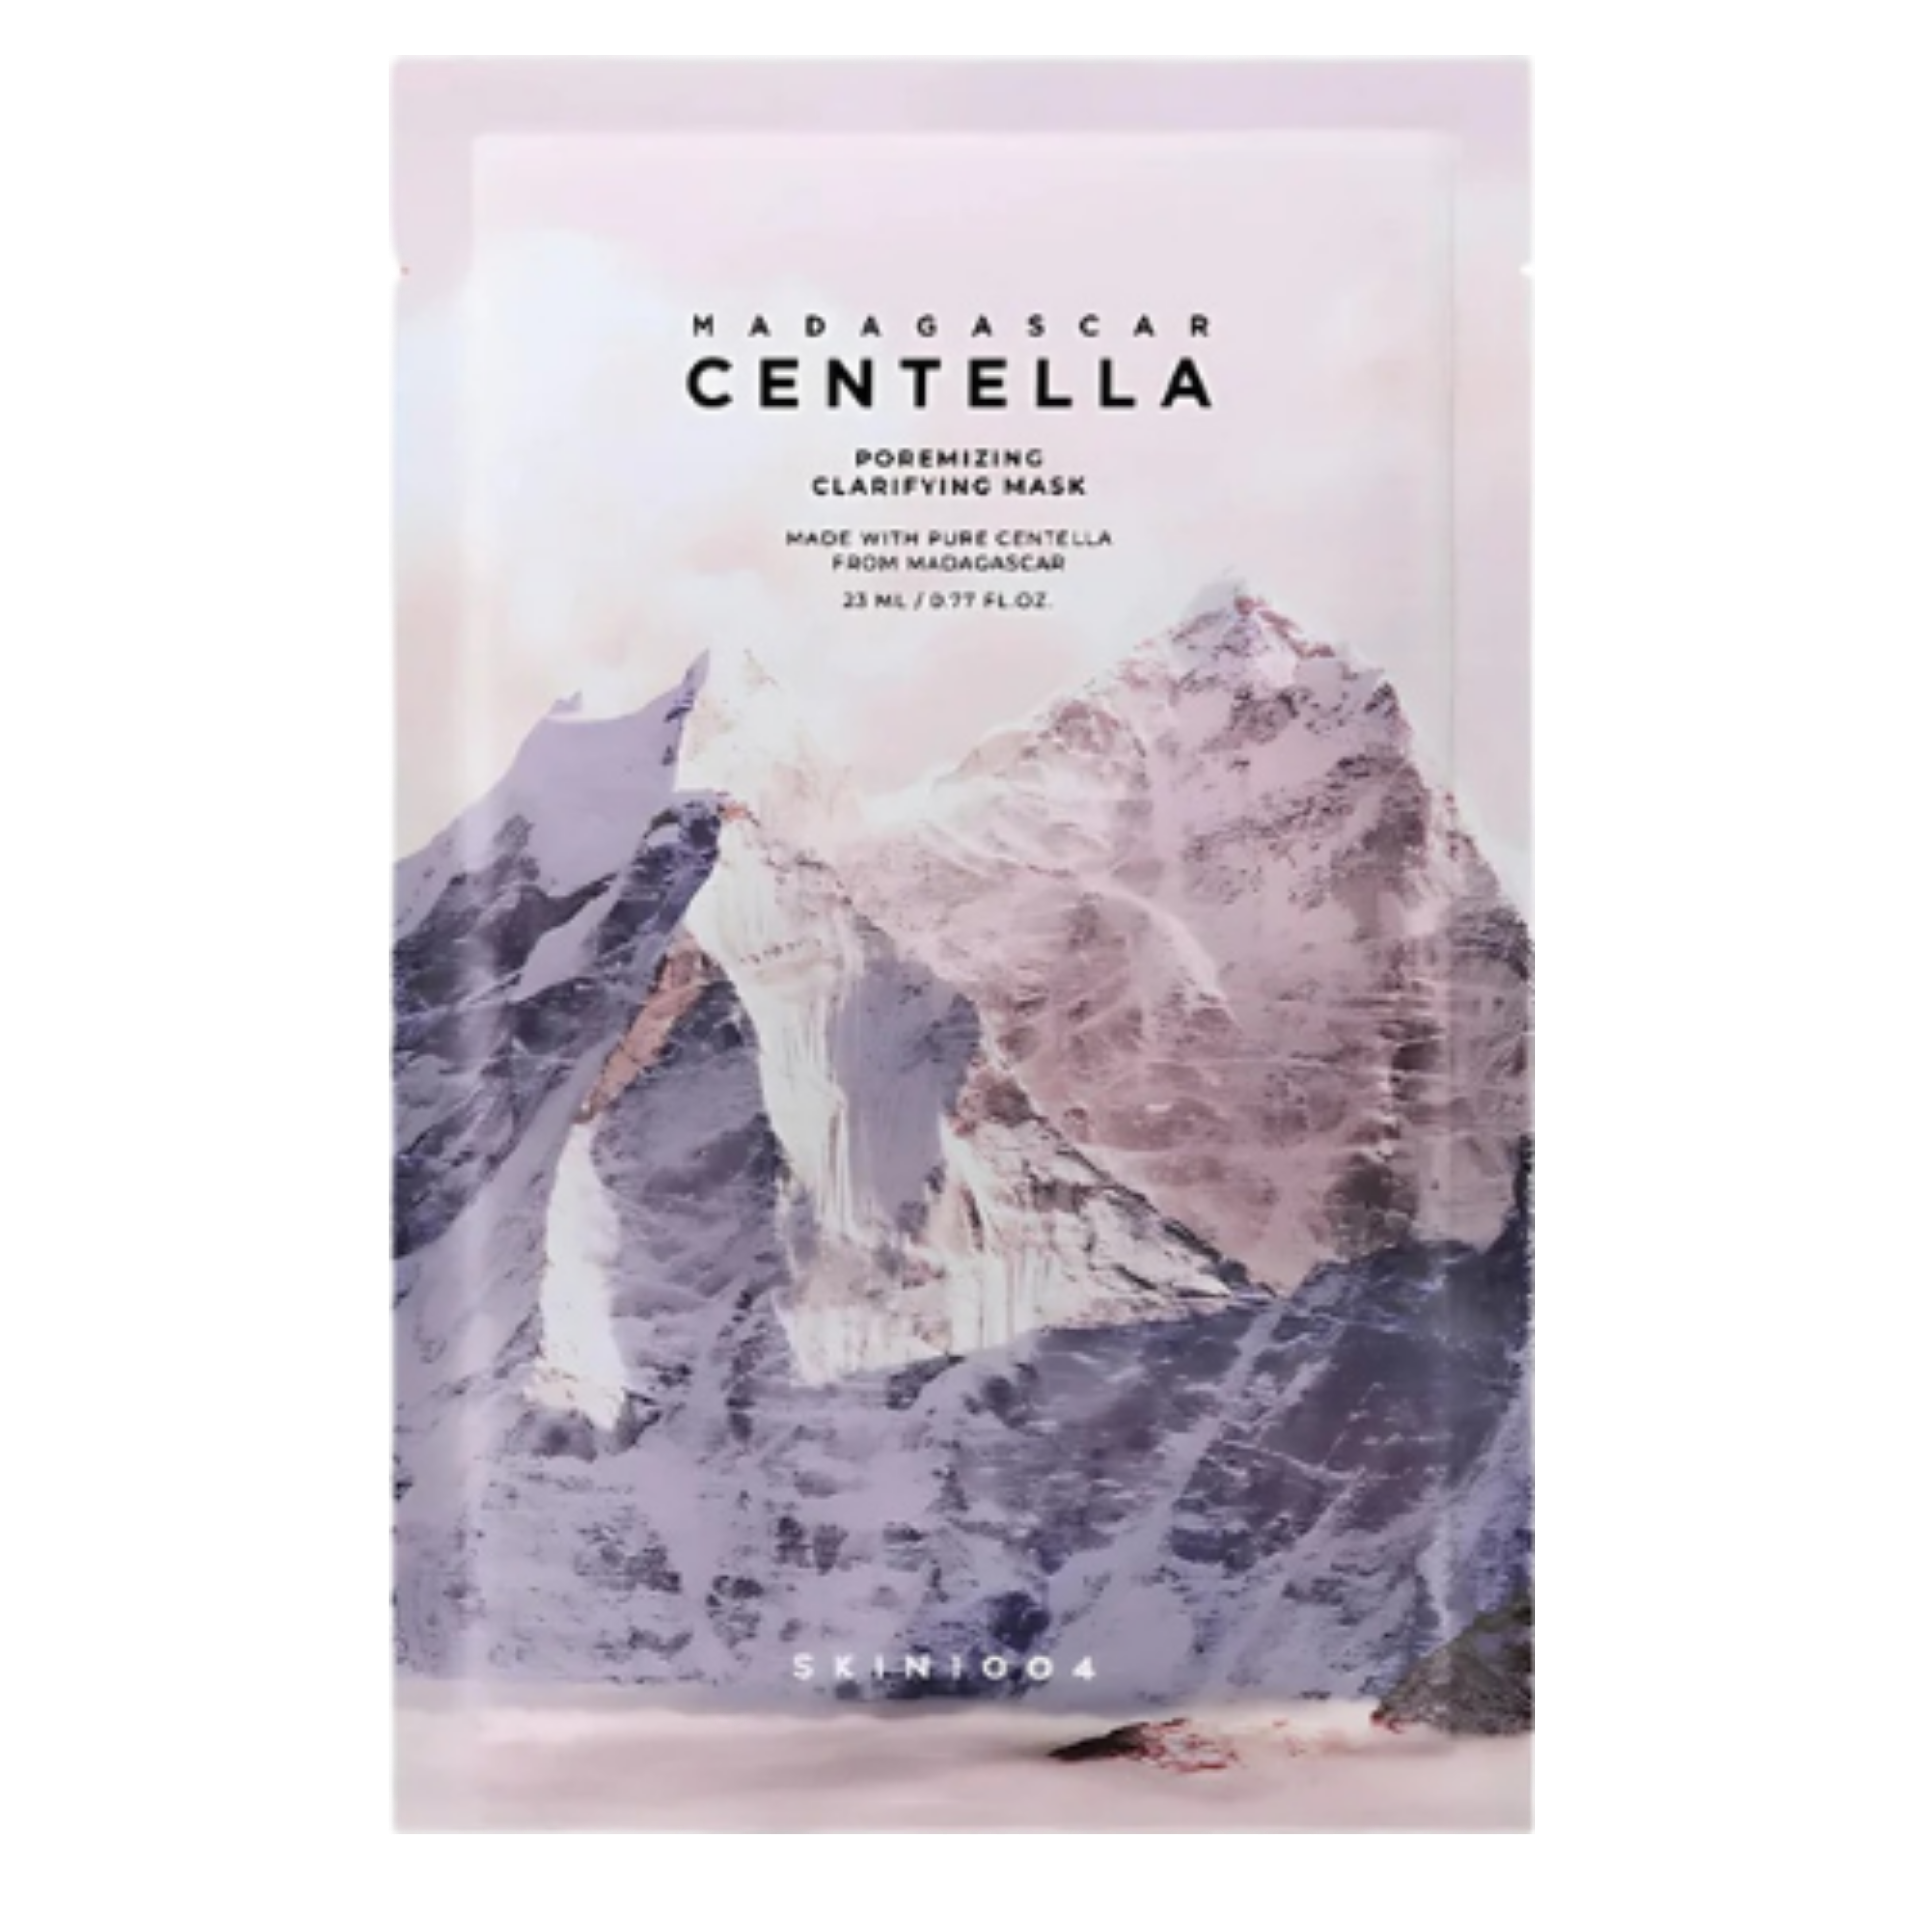 MADAGASCAR
CENTELLA
POREMIZING
CLARIFYING MASK
MADE WITH PURE CENTELLA
FROM MADAGASCAR
23 ML / 0.77 FL.OZ.
SKIN1004